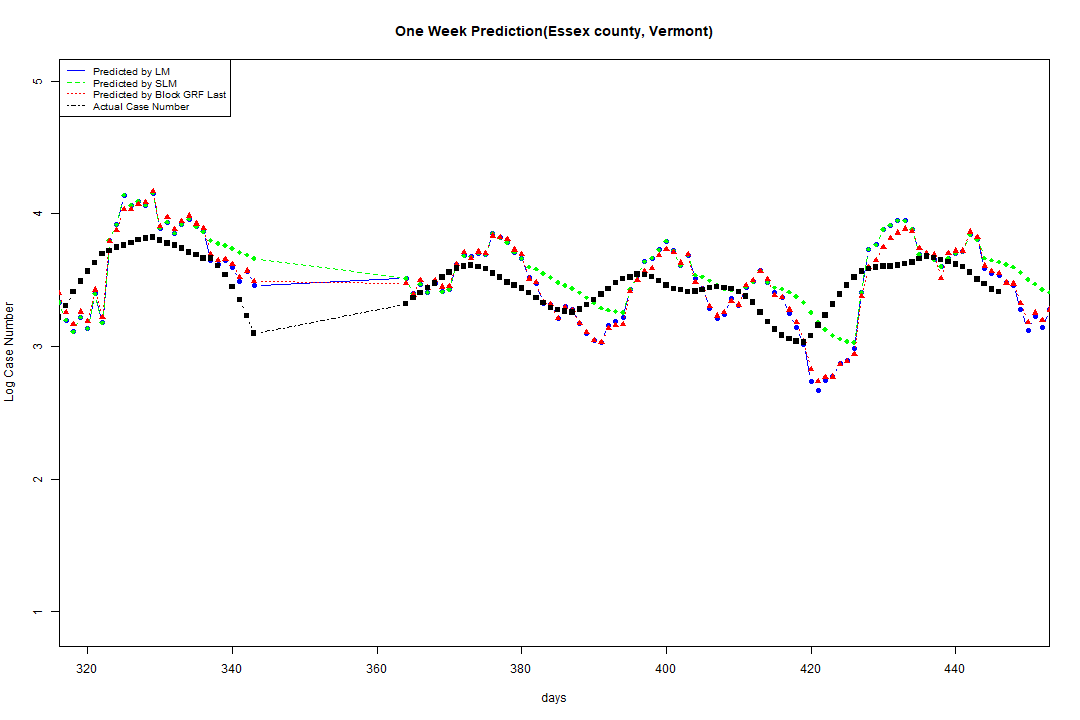 One Week Prediction(Essex county, Vermont)
Predicted by LM
Predicted by SLM
Predicted by Block GRF Last
Actual Case Number
5
4
3
2
1
Log Case Number
320 340 360 380 400 420 440
days